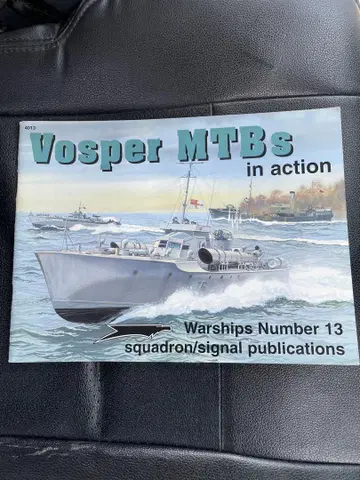 4013
Vosper MTBs
in action
Warships Number 13
squadron/signal publications